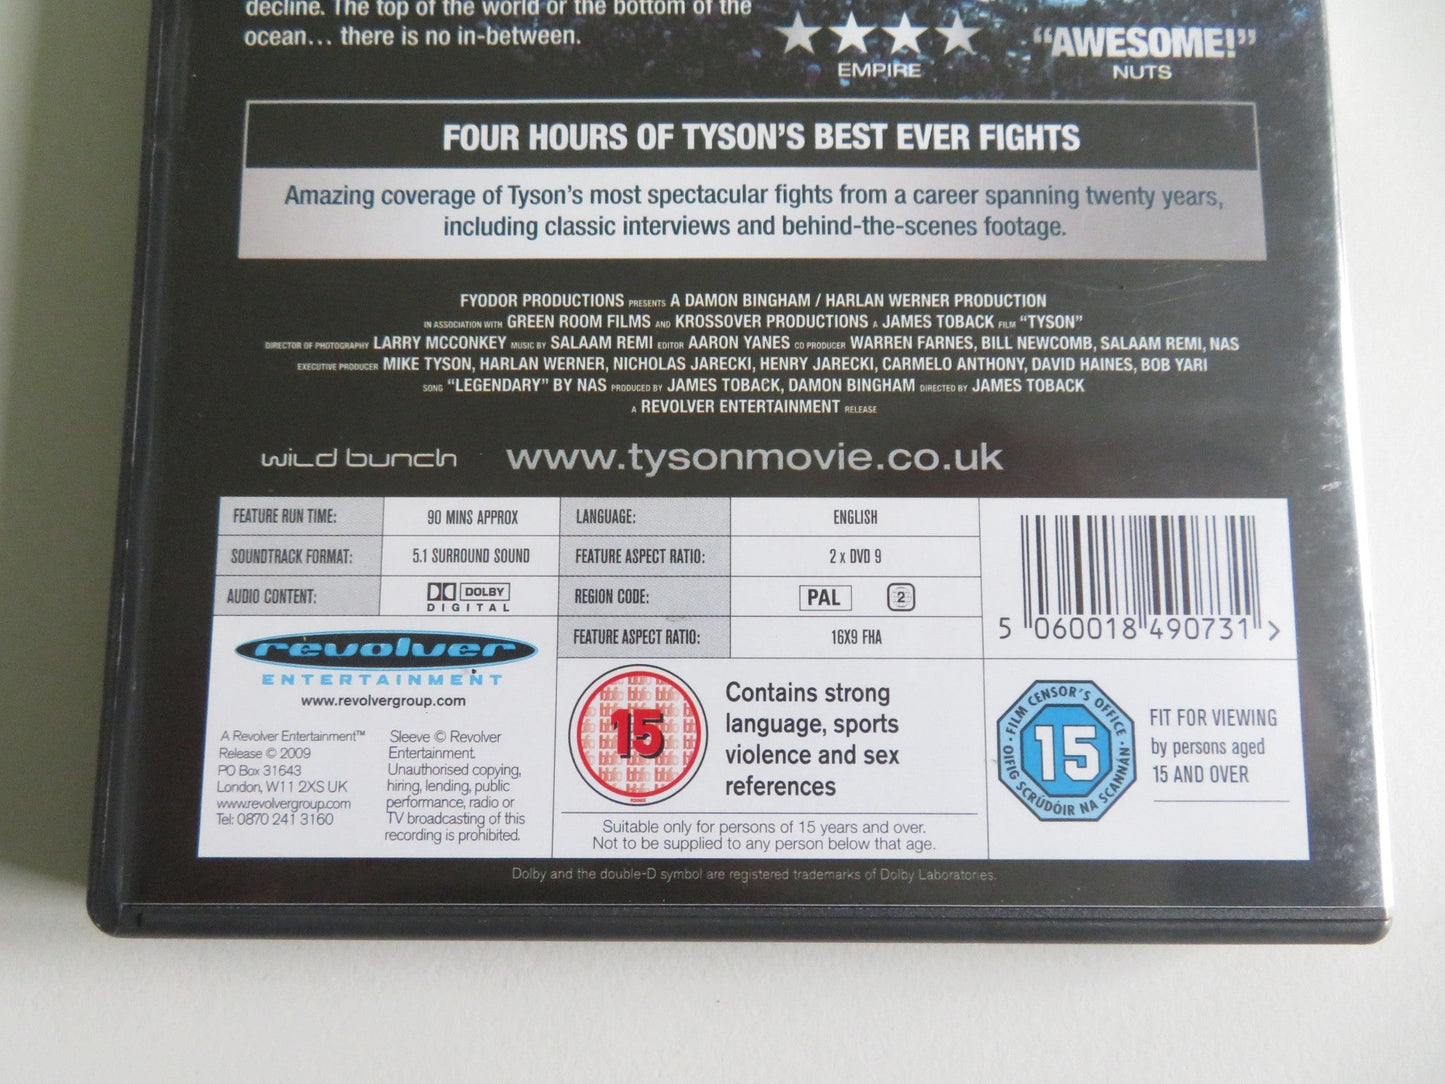 decline. The top of the world or the bottom of the
ocean... there is no in-between.
EMPIRE
"AWESOME!"
NUTS
FOUR HOURS OF TYSON'S BEST EVER FIGHTS
Amazing coverage of Tyson's most spectacular fights from a career spanning twenty years,
including classic interviews and behind-the-scenes footage.
FYODOR PRODUCTIONS PRESENTS A DAMON BINGHAM / HARLAN WERNER PRODUCTION
IN ASSOCIATION WITH GREEN ROOM FILMS AND KROSSOVER PRODUCTIONS A JAMES TOBACK FILM "TYSON"
DIRECTOR OF PHOTOGRAPHY LARRY MCCONKEY MUSIC BY SALAAM REMI EDITOR AARON YANES CO PRODUCER WARREN FARNES, BILL NEWCOMB, SALAAM REMI, NAS
EXECUTIVE PRODUCER MIKE TYSON, HARLAN WERNER, NICHOLAS JARECKI, HENRY JARECKI, CARMELO ANTHONY, DAVID HAINES, BOB YARI
SONG "LEGENDARY" BY NAS PRODUCED BY JAMES TOBACK, DAMON BINGHAM DIRECTED BY JAMES TOBACK
A REVOLVER ENTERTAINMENT RELEASE
wild bunch
www.tysonmovie.co.uk
FEATURE RUN TIME: 90 MINS APPROX
SOUNDTRACK FORMAT: 5.1 SURROUND SOUND
AUDIO CONTENT: DOLBY
DIGITAL
LANGUAGE: ENGLISH
FEATURE ASPECT RATIO: 2 x DVD 9
REGION CODE: PAL 2
FEATURE ASPECT RATIO: 16X9 FHA
5 060018 490731 >
revolver
ENTERTAINMENT
www.revolvergroup.com
A Revolver Entertainment™
Release © 2009
PO Box 31643
London, W11 2XS UK
www.revolvergroup.com
Tel: 0870 241 3160
Sleeve © Revolver
Entertainment.
Unauthorised copying,
hiring, lending, public
performance, radio or
TV broadcasting of this
recording is prohibited.
15
Contains strong
language, sports
violence and sex
references
Suitable only for persons of 15 years and over.
Not to be supplied to any person below that age.
FILM CENSOR'S OFFICE
15
OIFIG SCRÚDÓIR NA SCANNÁN
FIT FOR VIEWING
by persons aged
15 AND OVER
Dolby and the double-D symbol are registered trademarks of Dolby Laboratories.